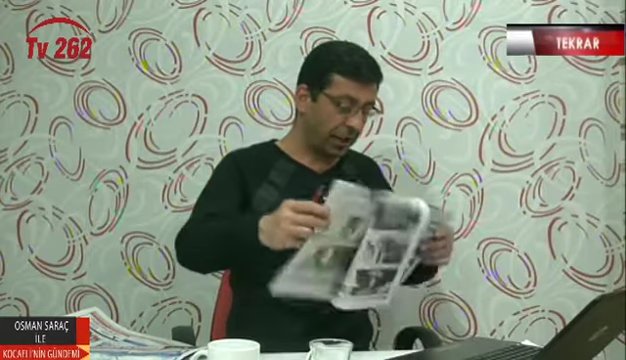 Tv 262
TEKRAR
OSMAN SARAÇ
İLE
KOCAELİ'NİN GÜNDEMİ